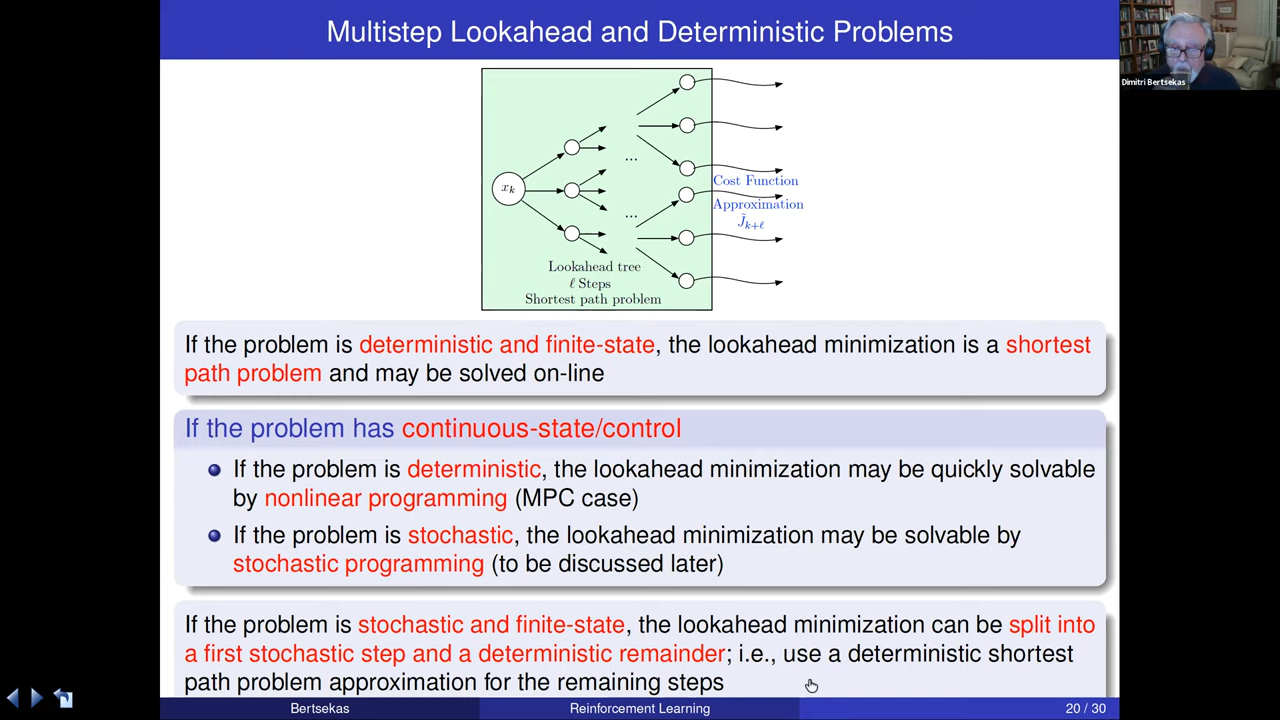 Multistep Lookahead and Deterministic Problems
Dimitri Bertsekas
x_k
...
...
Cost Function
Approximation
J̃_{k+ℓ}
Lookahead tree
ℓ Steps
Shortest path problem
If the problem is deterministic and finite-state, the lookahead minimization is a shortest
path problem and may be solved on-line
If the problem has continuous-state/control
If the problem is deterministic, the lookahead minimization may be quickly solvable
by nonlinear programming (MPC case)
If the problem is stochastic, the lookahead minimization may be solvable by
stochastic programming (to be discussed later)
If the problem is stochastic and finite-state, the lookahead minimization can be split into
a first stochastic step and a deterministic remainder; i.e., use a deterministic shortest
path problem approximation for the remaining steps
Bertsekas
Reinforcement Learning
20 / 30